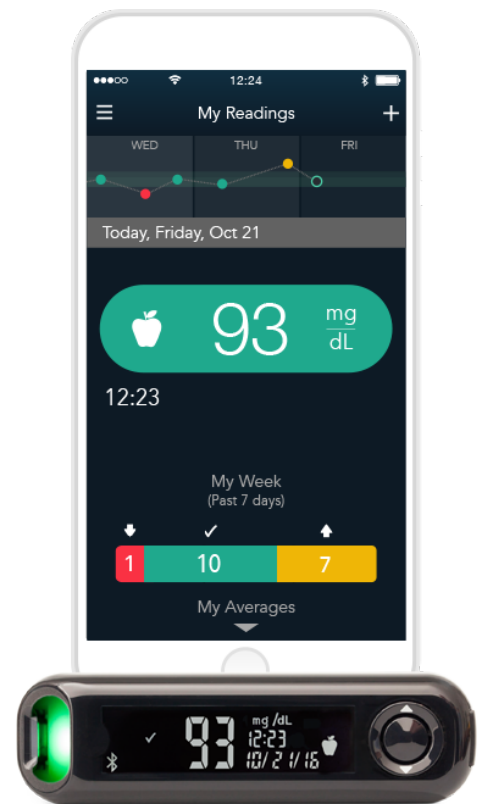 12:24
My Readings
WED THU FRI
Today, Friday, Oct 21
93 mg
dL
12:23
My Week
(Past 7 days)
1 10 7
My Averages
93 mg/dL
12:23
10/21/16